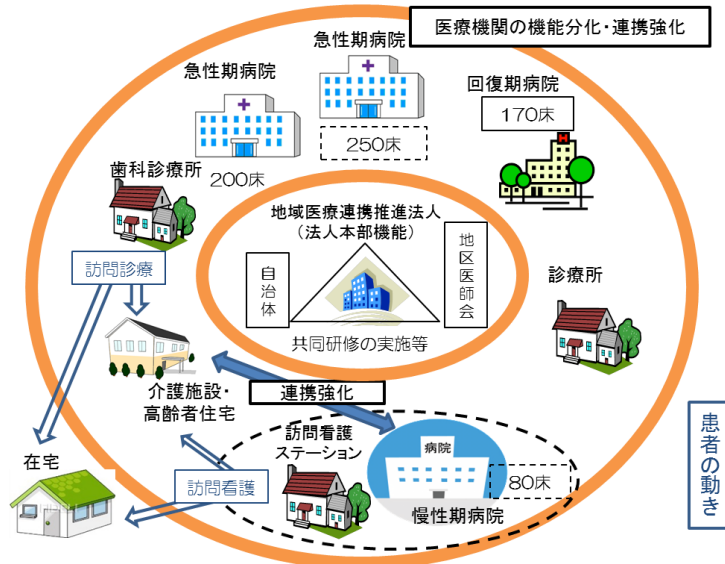 医療機関の機能分化・連携強化
急性期病院
急性期病院
回復期病院
170床
250床
200床
歯科診療所
地域医療連携推進法人
(法人本部機能)
自治体
地区医師会
共同研修の実施等
訪問診療
診療所
介護施設・
高齢者住宅
連携強化
訪問看護
ステーション
病院
80床
慢性期病院
在宅
訪問看護
患者の動き